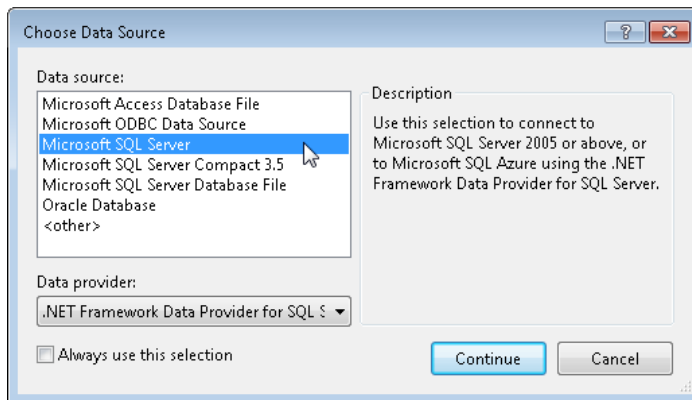 Choose Data Source
Data source:
Microsoft Access Database File
Microsoft ODBC Data Source
Microsoft SQL Server
Microsoft SQL Server Compact 3.5
Microsoft SQL Server Database File
Oracle Database
<other>
Description
Use this selection to connect to
Microsoft SQL Server 2005 or above, or
to Microsoft SQL Azure using the .NET
Framework Data Provider for SQL Server.
Data provider:
.NET Framework Data Provider for SQL S
Always use this selection
Continue
Cancel